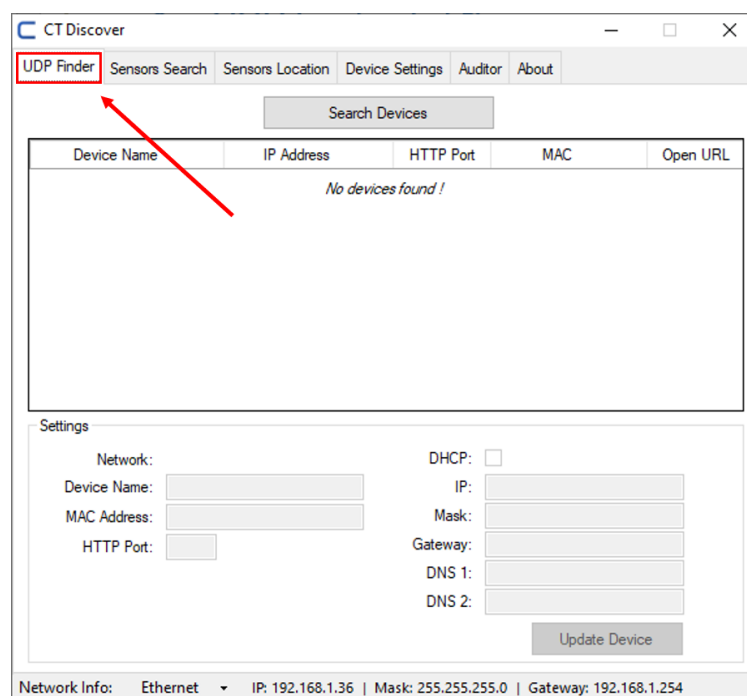 CT Discover
UDP Finder Sensors Search Sensors Location Device Settings Auditor About
Search Devices
Device Name IP Address HTTP Port MAC Open URL
No devices found !
Settings
Network: DHCP:
Device Name: IP:
MAC Address: Mask:
HTTP Port: Gateway:
DNS 1:
DNS 2:
Update Device
Network Info: Ethernet IP: 192.168.1.36 | Mask: 255.255.255.0 | Gateway: 192.168.1.254